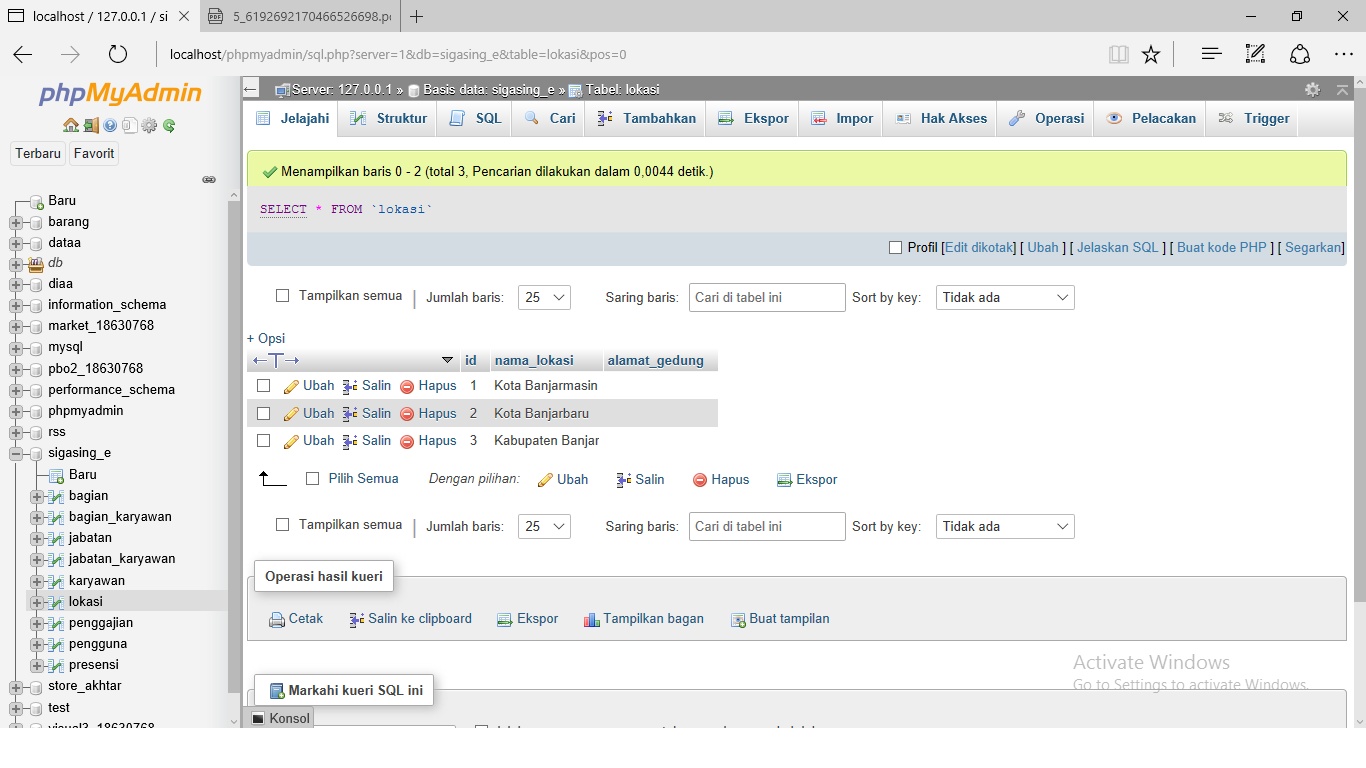 localhost / 127.0.0.1 / si
5_6192692170466526698.p
localhost/phpmyadmin/sql.php?server=1&db=sigasing_e&table=lokasi&pos=0
phpMyAdmin
Terbaru Favorit
Baru
barang
dataa
db
diaa
information_schema
market_18630768
mysql
pbo2_18630768
performance_schema
phpmyadmin
rss
sigasing_e
Baru
bagian
bagian_karyawan
jabatan
jabatan_karyawan
karyawan
lokasi
penggajian
pengguna
presensi
store_akhtar
test
visual3_18630768
Server: 127.0.0.1 » Basis data: sigasing_e » Tabel: lokasi
Jelajahi Struktur SQL Cari Tambahkan Ekspor Impor Hak Akses Operasi Pelacakan Trigger
Menampilkan baris 0 - 2 (total 3, Pencarian dilakukan dalam 0,0044 detik.)
SELECT * FROM `lokasi`
Profil [Edit dikotak] [ Ubah ] [ Jelaskan SQL ] [ Buat kode PHP ] [ Segarkan]
Tampilkan semua | Jumlah baris: 25 Saring baris: Cari di tabel ini Sort by key: Tidak ada
+ Opsi
←T→ id nama_lokasi alamat_gedung
Ubah Salin Hapus 1 Kota Banjarmasin
Ubah Salin Hapus 2 Kota Banjarbaru
Ubah Salin Hapus 3 Kabupaten Banjar
Pilih Semua Dengan pilihan: Ubah Salin Hapus Ekspor
Tampilkan semua | Jumlah baris: 25 Saring baris: Cari di tabel ini Sort by key: Tidak ada
Operasi hasil kueri
Cetak Salin ke clipboard Ekspor Tampilkan bagan Buat tampilan
Activate Windows
Go to Settings to activate Windows.
Markahi kueri SQL ini
Konsol